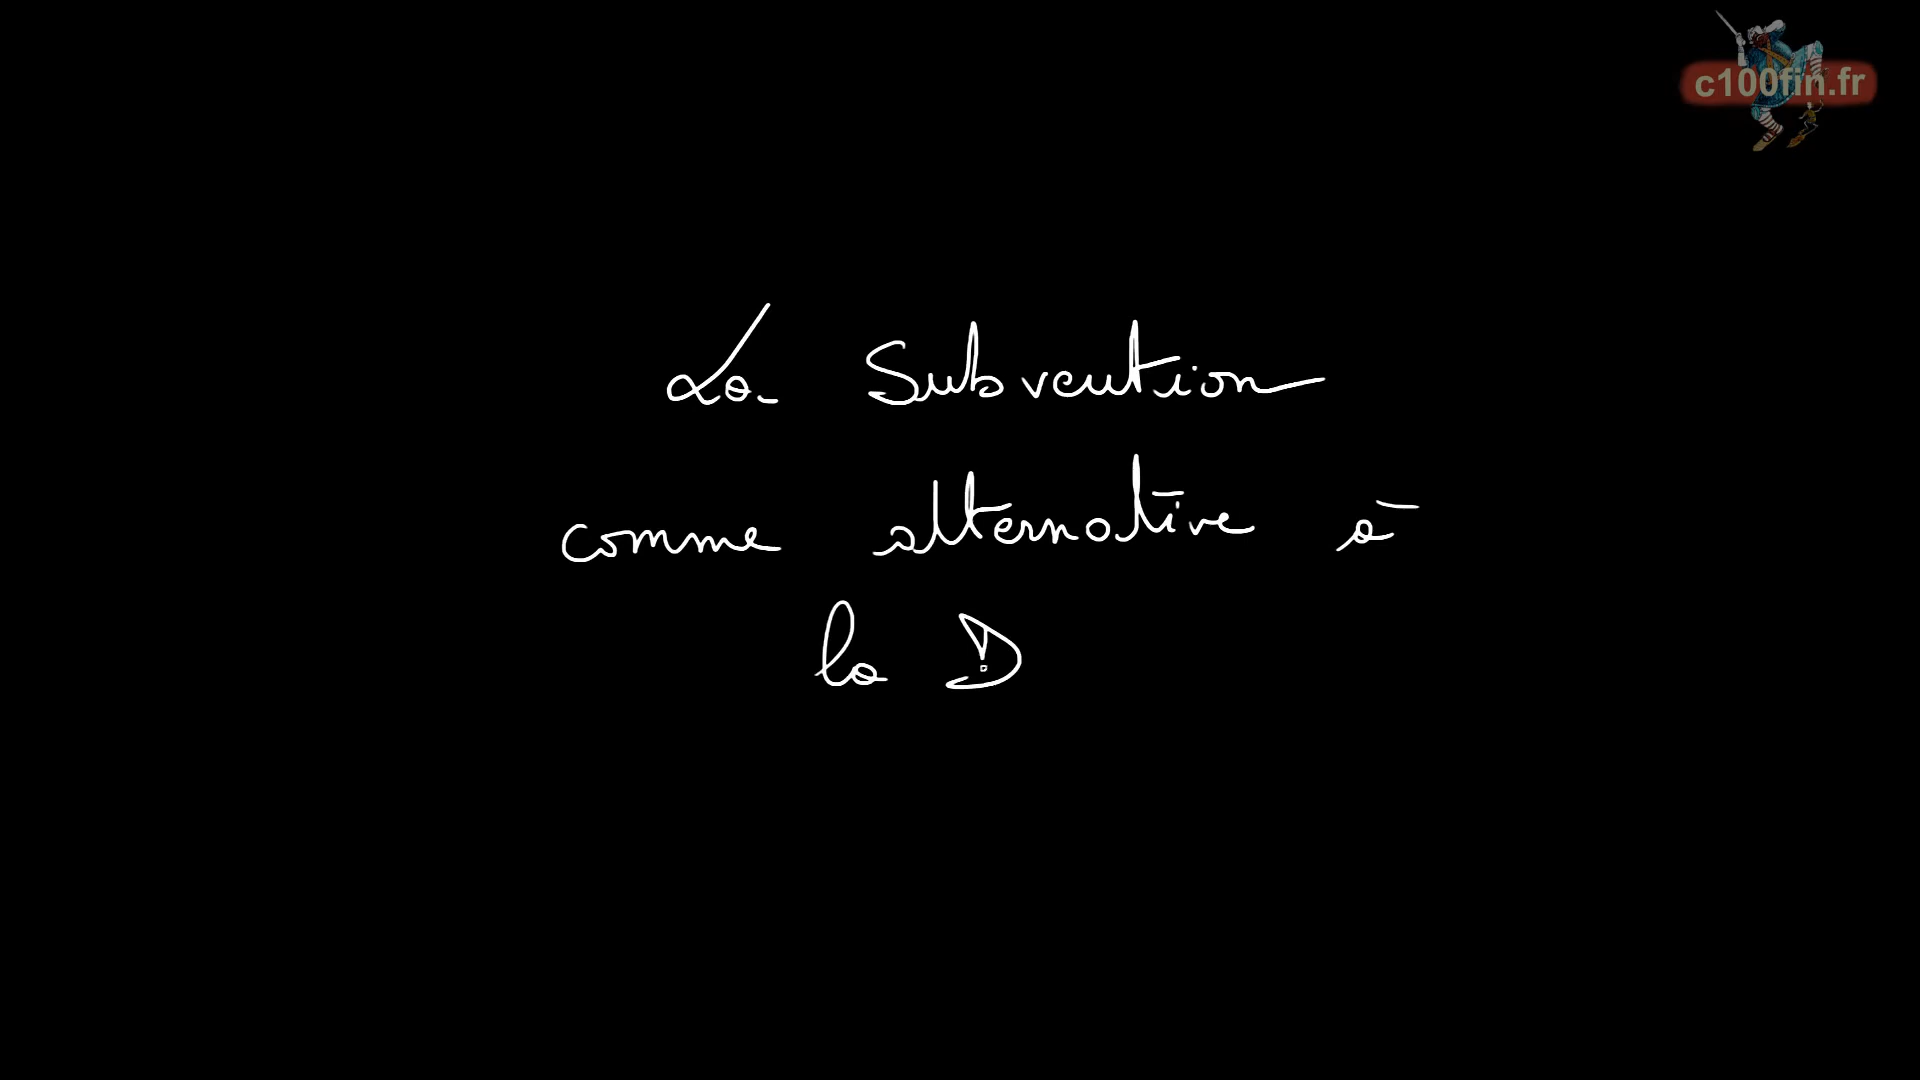 c100fin.fr
La Subvention
comme alternative à
la D